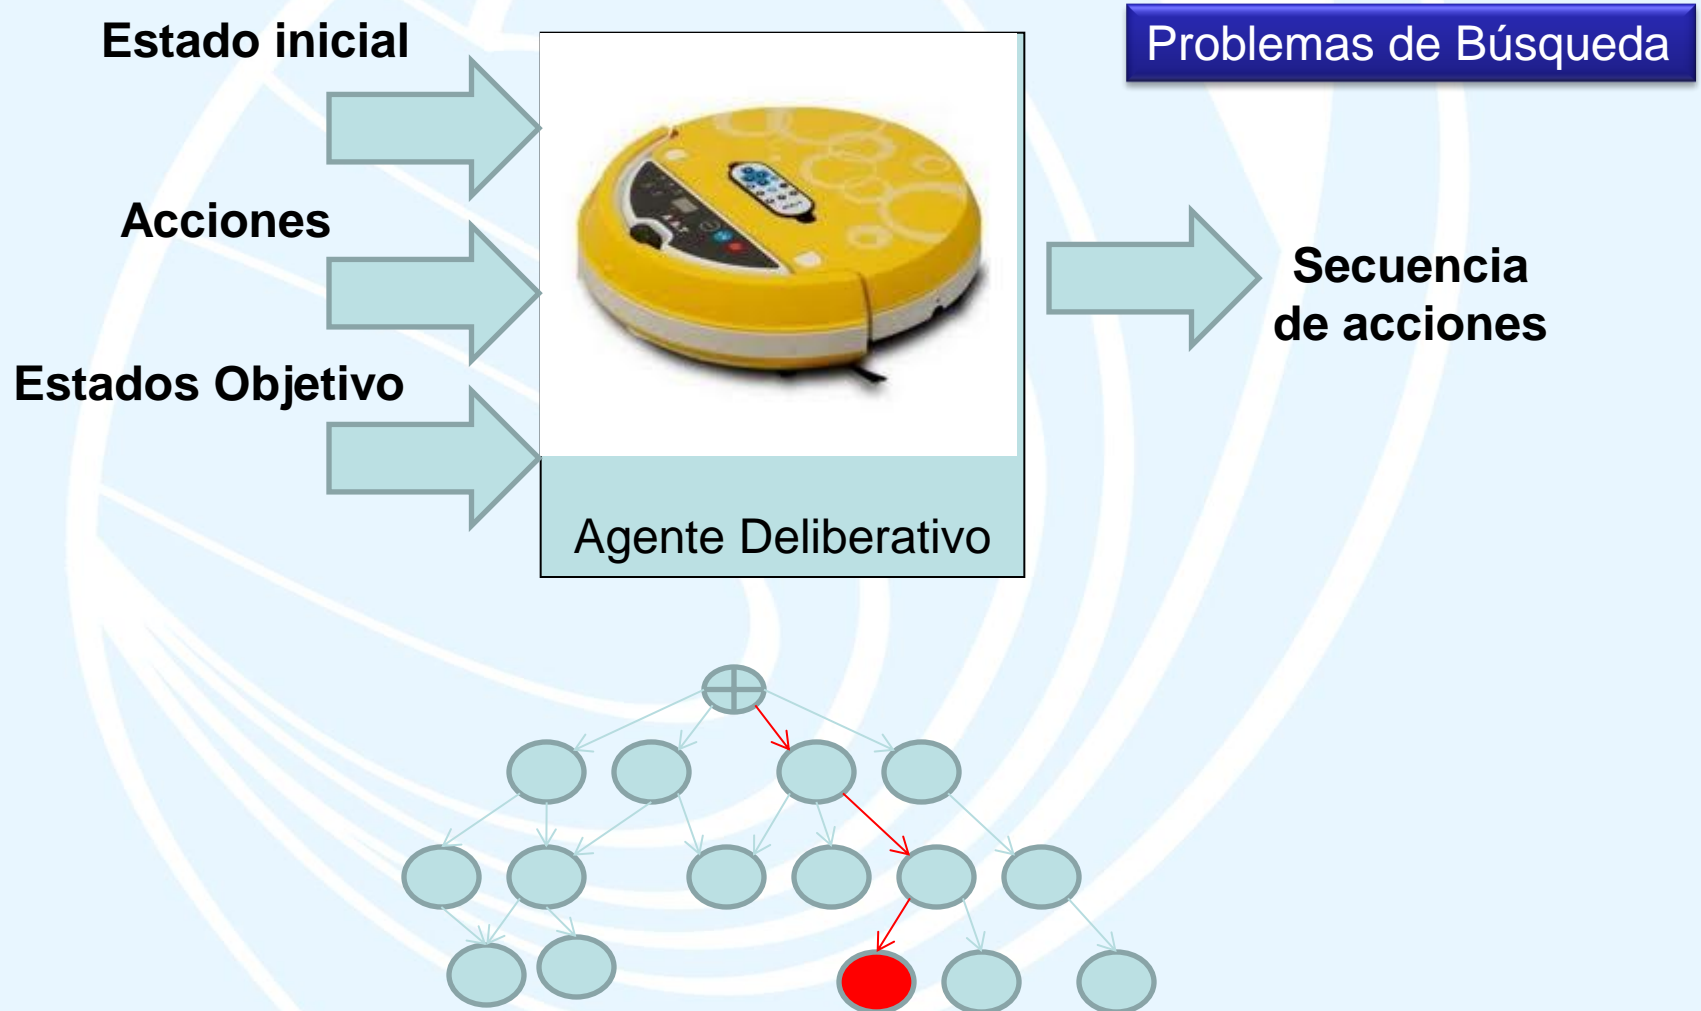 Problemas de Búsqueda
Estado inicial
Acciones
Estados Objetivo
Agente Deliberativo
Secuencia
de acciones